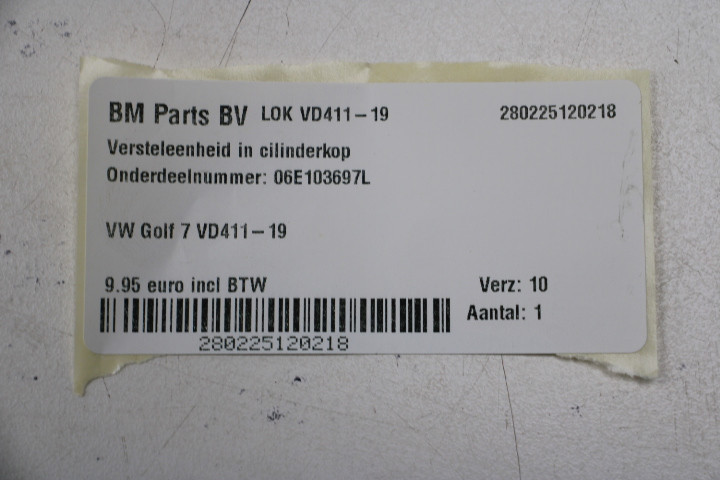 BM Parts BV LOK VD411-19 280225120218
Versteleenheid in cilinderkop
Onderdeelnummer: 06E103697L
VW Golf 7 VD411-19
9.95 euro incl BTW Verz: 10
Aantal: 1
280225120218